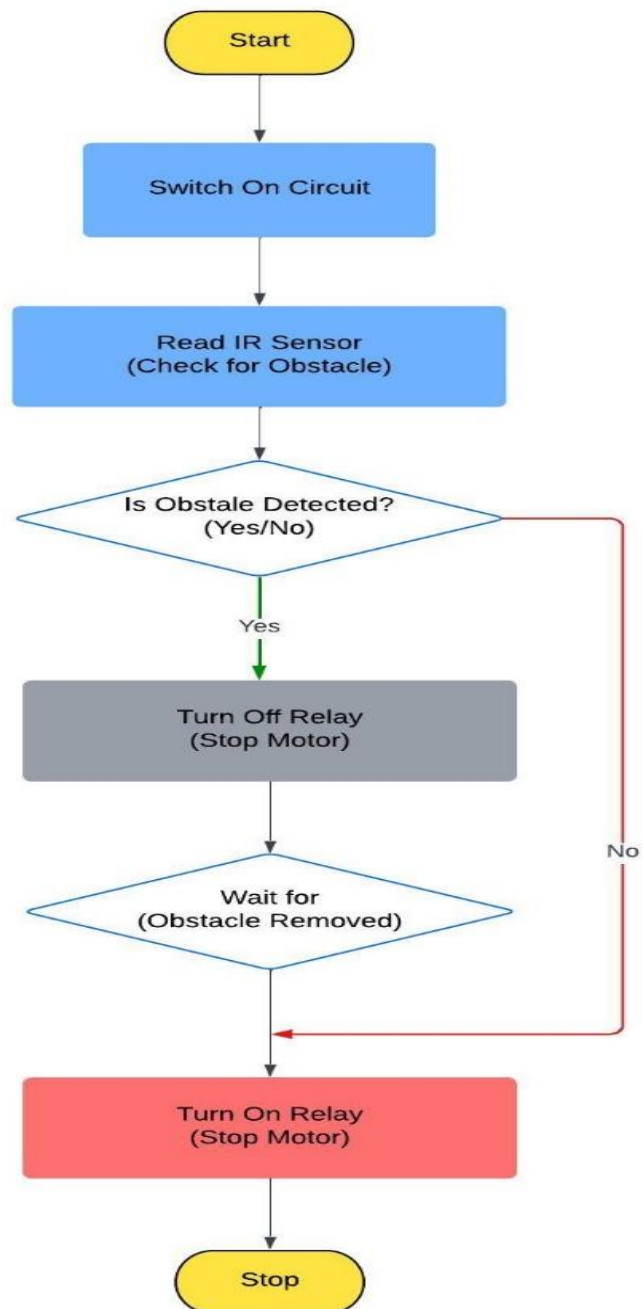 Start
Switch On Circuit
Read IR Sensor
(Check for Obstacle)
Is Obstale Detected?
(Yes/No)
Yes
Turn Off Relay
(Stop Motor)
No
Wait for
(Obstacle Removed)
Turn On Relay
(Stop Motor)
Stop